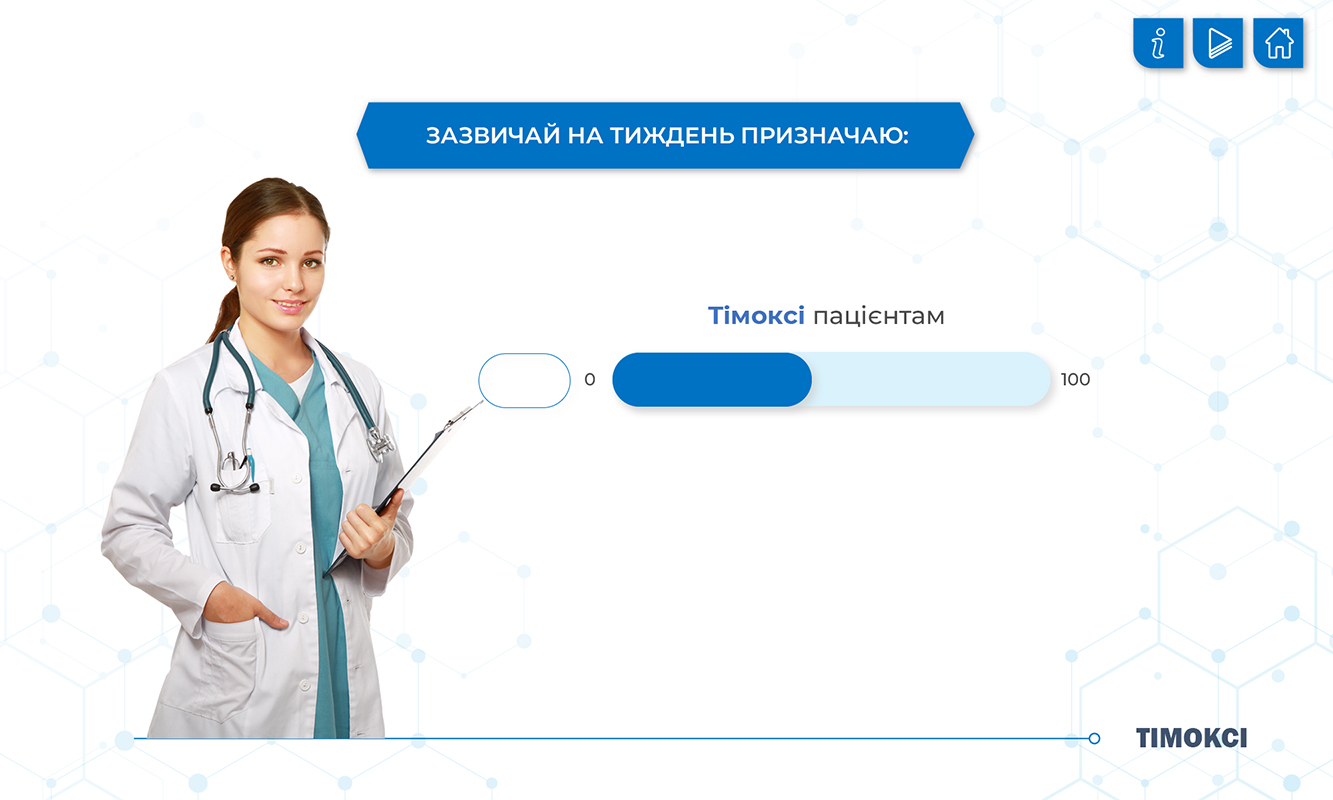 ЗАЗВИЧАЙ НА ТИЖДЕНЬ ПРИЗНАЧАЮ:
Тімоксі пацієнтам
0
100
ТІМОКСІ